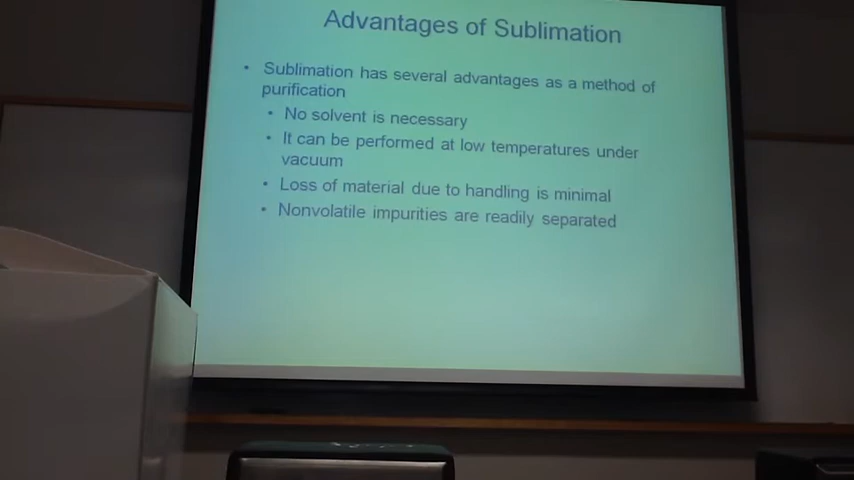 Advantages of Sublimation
• Sublimation has several advantages as a method of
purification
• No solvent is necessary
• It can be performed at low temperatures under
vacuum
• Loss of material due to handling is minimal
• Nonvolatile impurities are readily separated